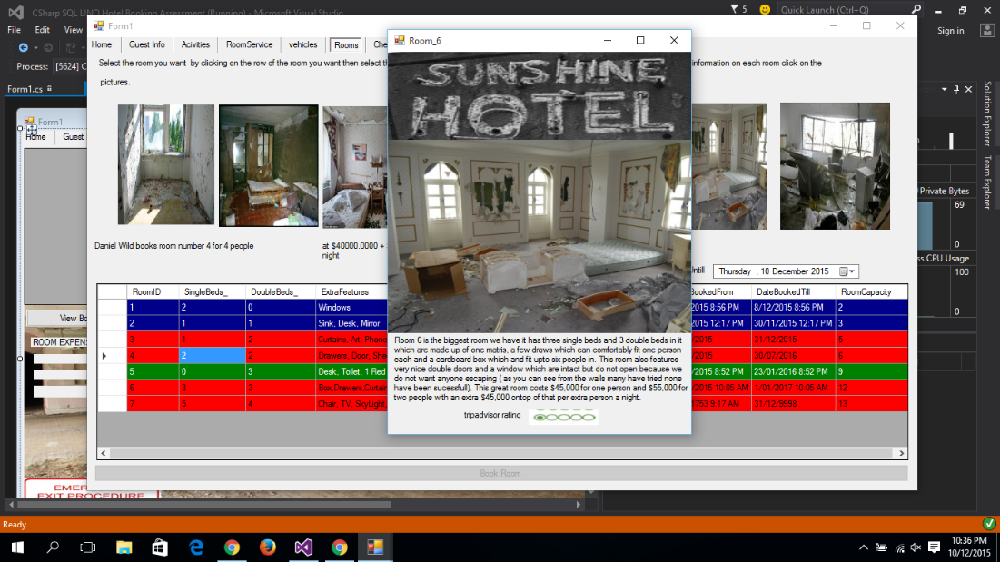 CSharp SQL LINQ Hotel Booking Assessment (Running) - Microsoft Visual Studio
5
Quick Launch (Ctrl+Q)
File Edit View
Sign in
Process: [5624] C
Form1.cs
Form1
Home Guest Info Acivities RoomService vehicles Rooms Che
Select the room you want by clicking on the row of the room you want then select th
information on each room click on the
pictures.
Form1
Home Guest
Room_6
SUNSHINE
HOTEL
Daniel Wild books room number 4 for 4 people
at $40000.0000 +
night
Untill Thursday , 10 December 2015
RoomID SingleBeds_ DoubleBeds_ ExtraFeatures BookedFrom DateBookedTill RoomCapacity
1 2 0 Windows 2015 8:56 PM 8/12/2015 8:56 PM 2
2 1 1 Sink, Desk, Mirror 2015 12:17 PM 30/11/2015 12:17 PM 3
3 1 2 Curtains, Art, Phone /2015 31/12/2015 5
4 2 2 Drawers, Door, She /2015 30/07/2016 6
5 0 3 Desk, Toilet, 1 Red /2015 8:52 PM 23/01/2016 8:52 PM 9
6 3 3 Box,Drawers,Curtain 2015 10:05 AM 1/01/2017 10:05 AM 12
7 5 4 Chair, TV, SkyLight, 1753 9:17 AM 31/12/9998 13
Room 6 is the biggest room we have it has three single beds and 3 double beds in it
which are made up of one matris, a few draws which can comfortably fit one person
each and a cardboard box which and fit upto six people in. This room also features
very nice double doors and a window which are intact but do not open because we
do not want anyone escaping ( as you can see from the walls many have tried none
have been sucessfull). This great room costs $45,000 for one person and $55,000 for
two people with an extra $45,000 ontop of that per extra person a night.
tripadvisor rating
Book Room
View Bo
ROOM EXPENS
EMER
EXIT PROCEDURE
Private Bytes
69
0
ss CPU Usage
100
0
Solution Explorer
Team Explorer
Ready
10:36 PM
10/12/2015